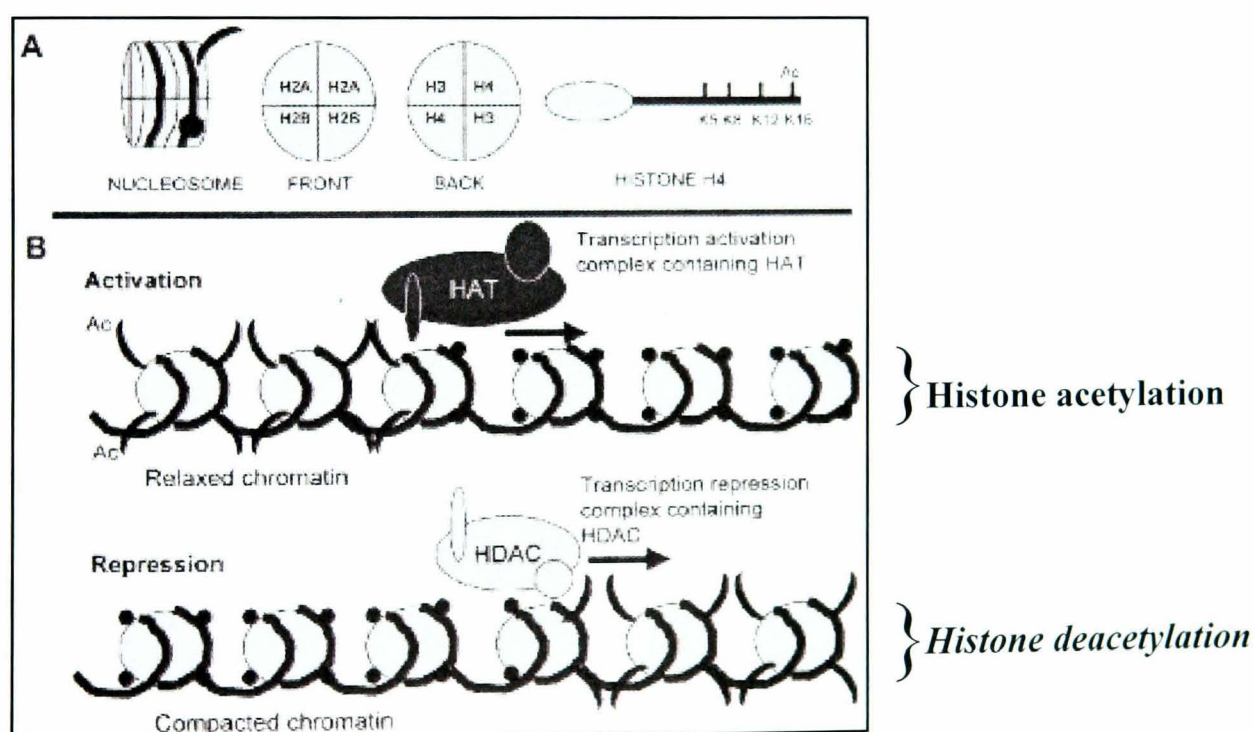 A
H2A H2A
H2B H2B
H3 H4
H4 H3
Ac
K5 K8 K12 K16
NUCLEOSOME FRONT BACK HISTONE H4
B
Transcription activation
complex containing HAT
Activation
HAT
Ac
Histone acetylation
Ac
Relaxed chromatin
Transcription repression
complex containing
HDAC
HDAC
Repression
Histone deacetylation
Compacted chromatin